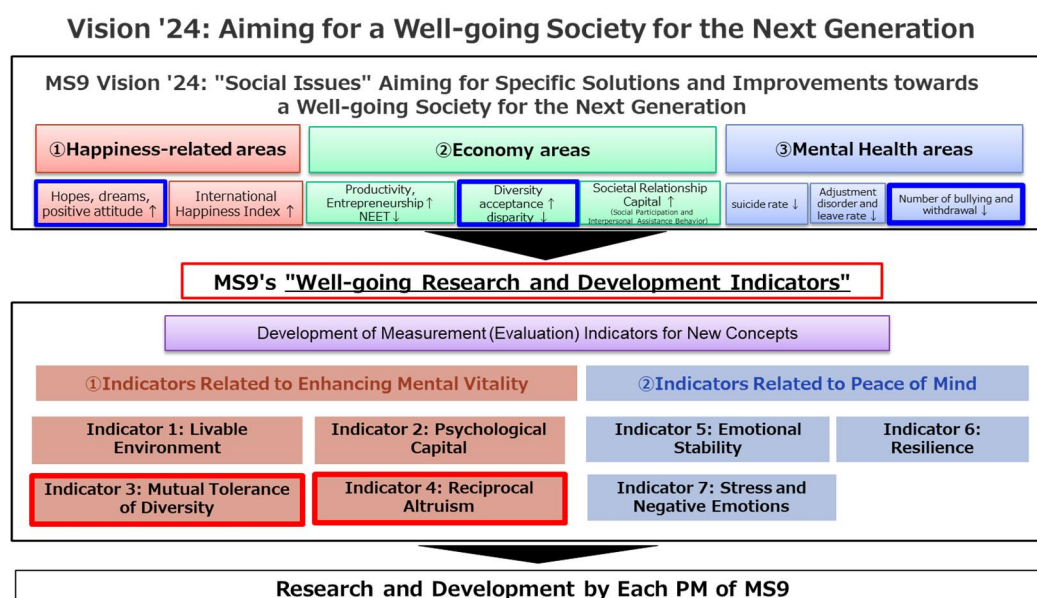 Vision '24: Aiming for a Well-going Society for the Next Generation
MS9 Vision '24: "Social Issues" Aiming for Specific Solutions and Improvements towards
a Well-going Society for the Next Generation
①Happiness-related areas
②Economy areas
③Mental Health areas
Hopes, dreams,
positive attitude ↑
International
Happiness Index ↑
Productivity,
Entrepreneurship ↑
NEET ↓
Diversity
acceptance ↑
disparity ↓
Societal Relationship
Capital ↑
(Social Participation and
Interpersonal Assistance Behavior)
suicide rate ↓
Adjustment
disorder and
leave rate ↓
Number of bullying and
withdrawal ↓
MS9's "Well-going Research and Development Indicators"
Development of Measurement (Evaluation) Indicators for New Concepts
①Indicators Related to Enhancing Mental Vitality
②Indicators Related to Peace of Mind
Indicator 1: Livable
Environment
Indicator 2: Psychological
Capital
Indicator 5: Emotional
Stability
Indicator 6:
Resilience
Indicator 3: Mutual Tolerance
of Diversity
Indicator 4: Reciprocal
Altruism
Indicator 7: Stress and
Negative Emotions
Research and Development by Each PM of MS9